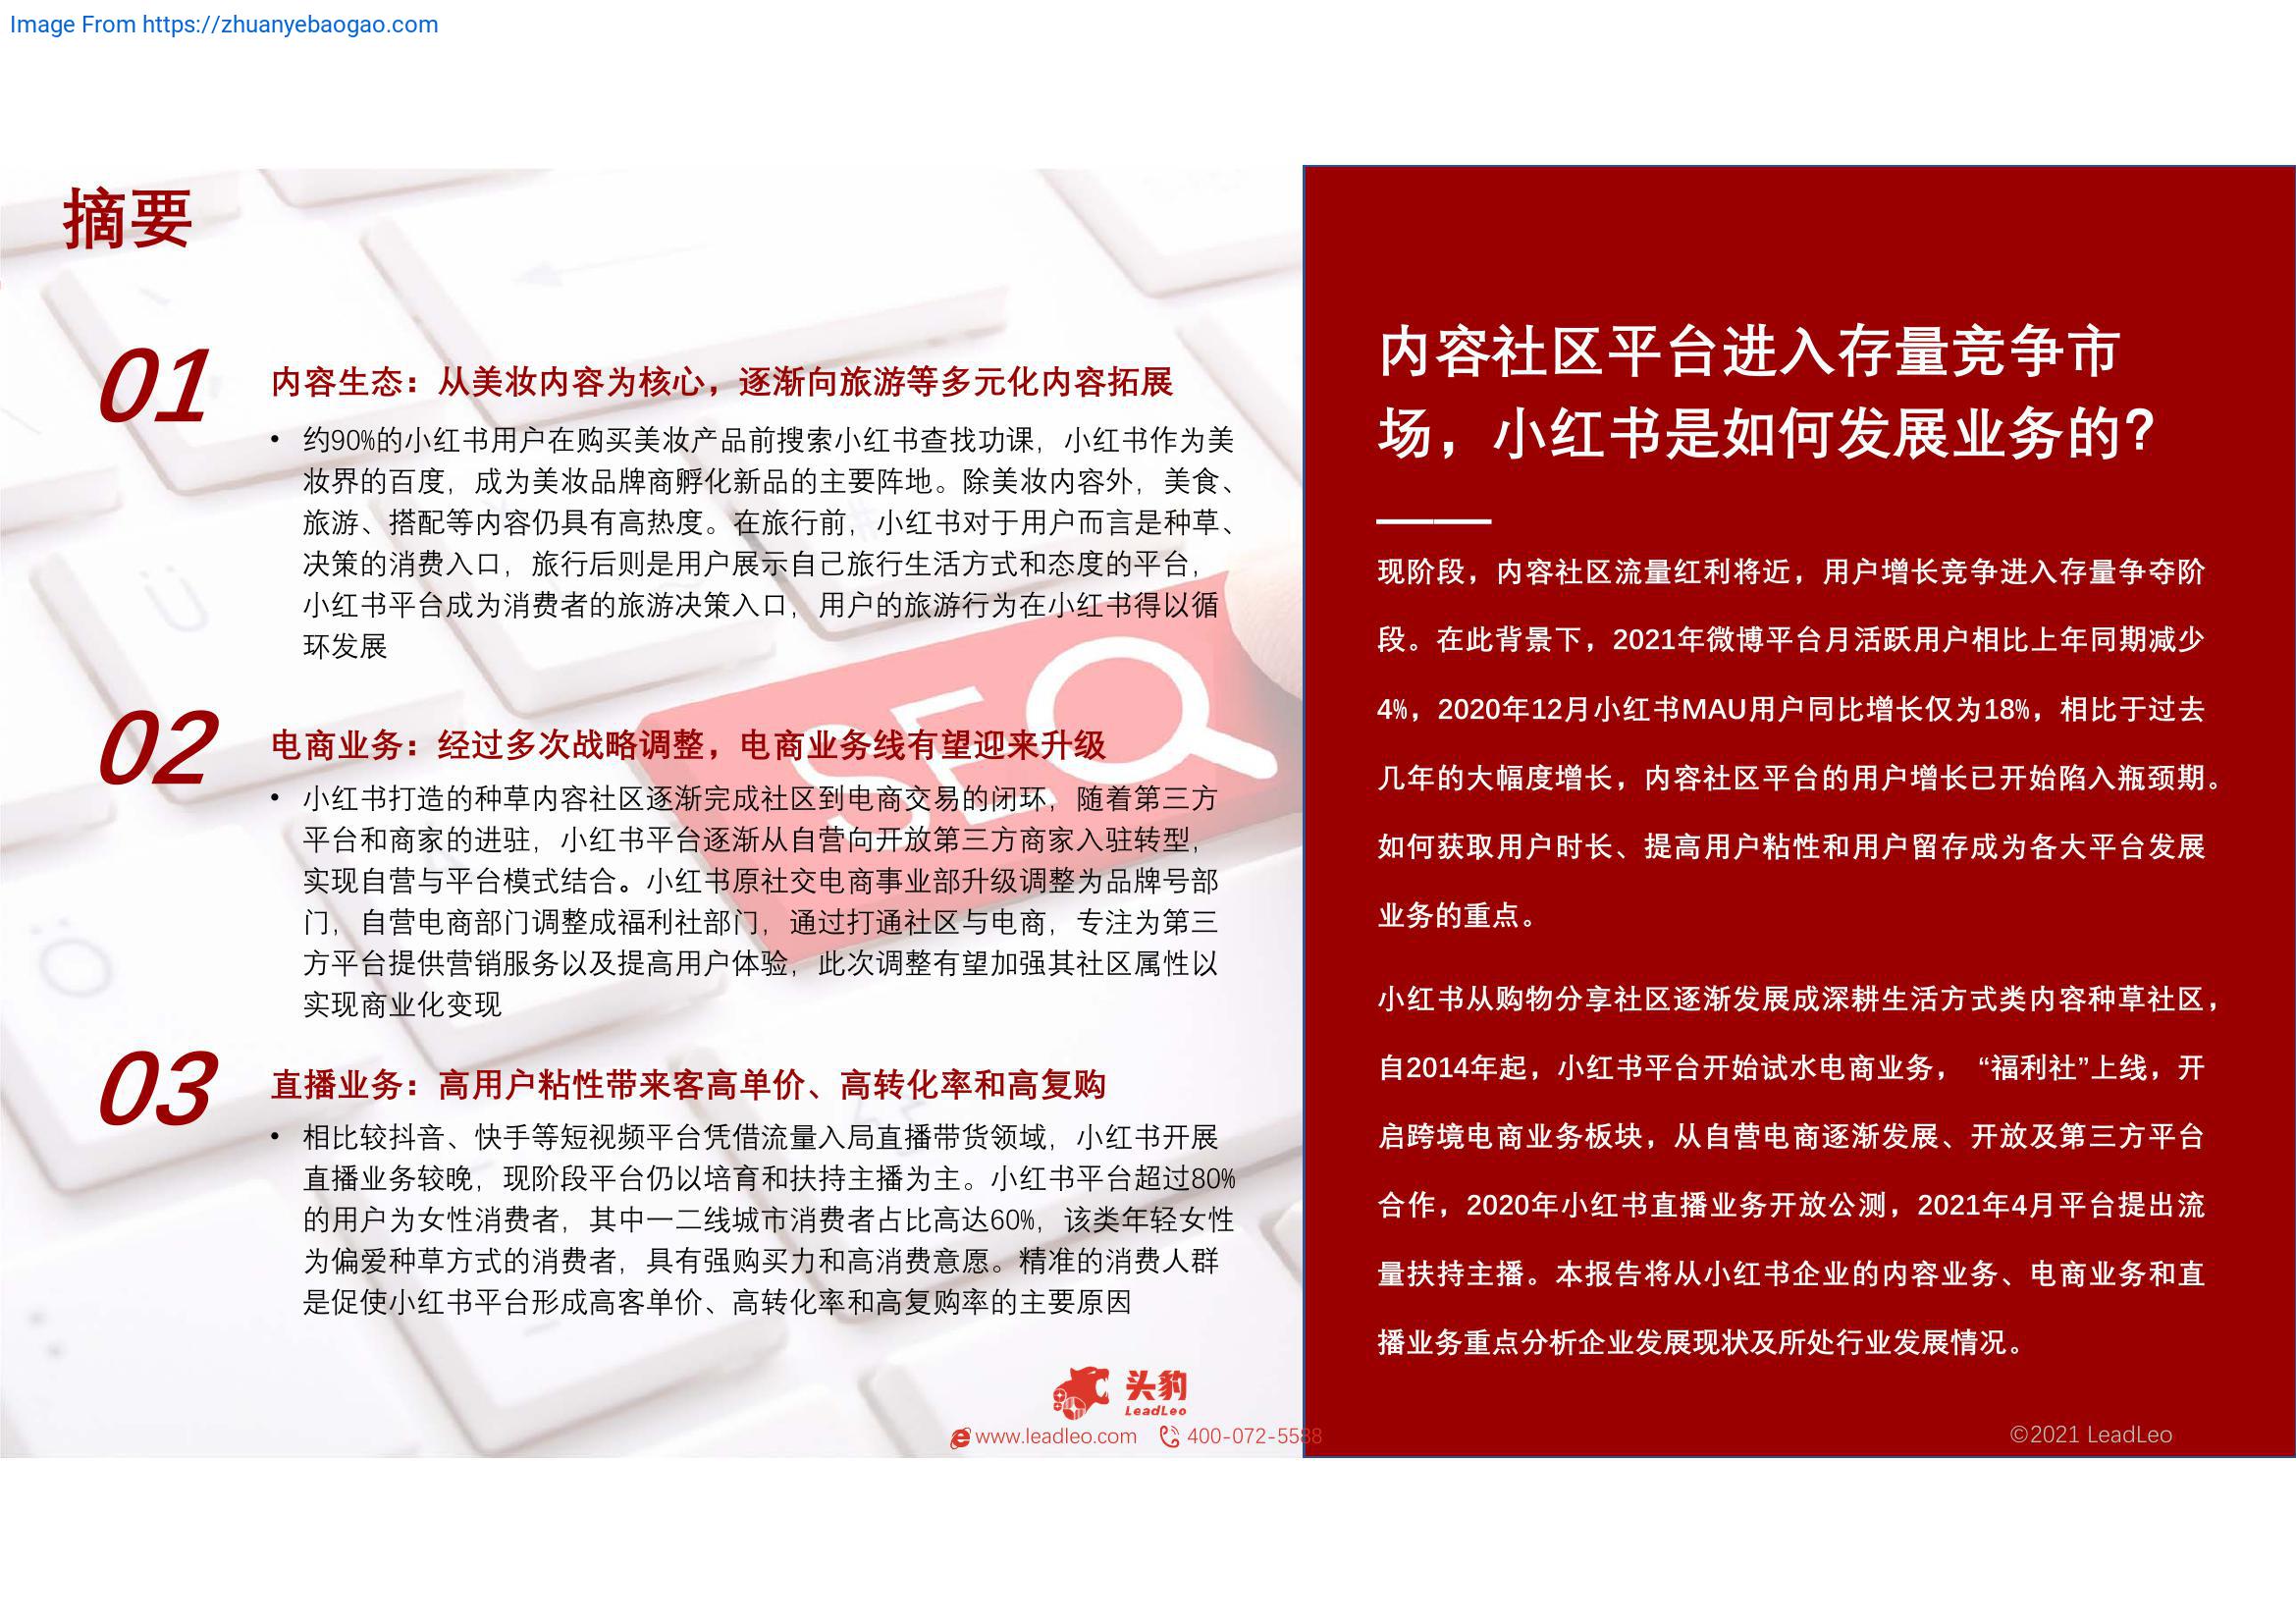 Image From https://zhuanyebaogao.com
摘要
01
内容生态：从美妆内容为核心，逐渐向旅游等多元化内容拓展
• 约90%的小红书用户在购买美妆产品前搜索小红书查找功课，小红书作为美
妆界的百度，成为美妆品牌商孵化新品的主要阵地。除美妆内容外，美食、
旅游、搭配等内容仍具有高热度。在旅行前，小红书对于用户而言是种草、
决策的消费入口，旅行后则是用户展示自己旅行生活方式和态度的平台，
小红书平台成为消费者的旅游决策入口，用户的旅游行为在小红书得以循
环发展
02
电商业务：经过多次战略调整，电商业务线有望迎来升级
• 小红书打造的种草内容社区逐渐完成社区到电商交易的闭环，随着第三方
平台和商家的进驻，小红书平台逐渐从自营向开放第三方商家入驻转型，
实现自营与平台模式结合。小红书原社交电商事业部升级调整为品牌号部
门，自营电商部门调整成福利社部门，通过打通社区与电商，专注为第三
方平台提供营销服务以及提高用户体验，此次调整有望加强其社区属性以
实现商业化变现
03
直播业务：高用户粘性带来客高单价、高转化率和高复购
• 相比较抖音、快手等短视频平台凭借流量入局直播带货领域，小红书开展
直播业务较晚，现阶段平台仍以培育和扶持主播为主。小红书平台超过80%
的用户为女性消费者，其中一二线城市消费者占比高达60%，该类年轻女性
为偏爱种草方式的消费者，具有强购买力和高消费意愿。精准的消费人群
是促使小红书平台形成高客单价、高转化率和高复购率的主要原因
SEO
头豹
LeadLeo
www.leadleo.com 400-072-5588
内容社区平台进入存量竞争市
场，小红书是如何发展业务的？
现阶段，内容社区流量红利将近，用户增长竞争进入存量争夺阶
段。在此背景下，2021年微博平台月活跃用户相比上年同期减少
4%，2020年12月小红书MAU用户同比增长仅为18%，相比于过去
几年的大幅度增长，内容社区平台的用户增长已开始陷入瓶颈期。
如何获取用户时长、提高用户粘性和用户留存成为各大平台发展
业务的重点。
小红书从购物分享社区逐渐发展成深耕生活方式类内容种草社区，
自2014年起，小红书平台开始试水电商业务， “福利社”上线，开
启跨境电商业务板块，从自营电商逐渐发展、开放及第三方平台
合作，2020年小红书直播业务开放公测，2021年4月平台提出流
量扶持主播。本报告将从小红书企业的内容业务、电商业务和直
播业务重点分析企业发展现状及所处行业发展情况。
©2021 LeadLeo